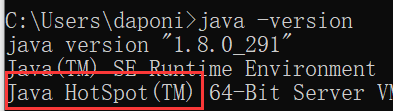 C:\Users\daponi>java -version
java version "1.8.0_291"
Java(TM) SE Runtime Environment
Java HotSpot(TM) 64-Bit Server